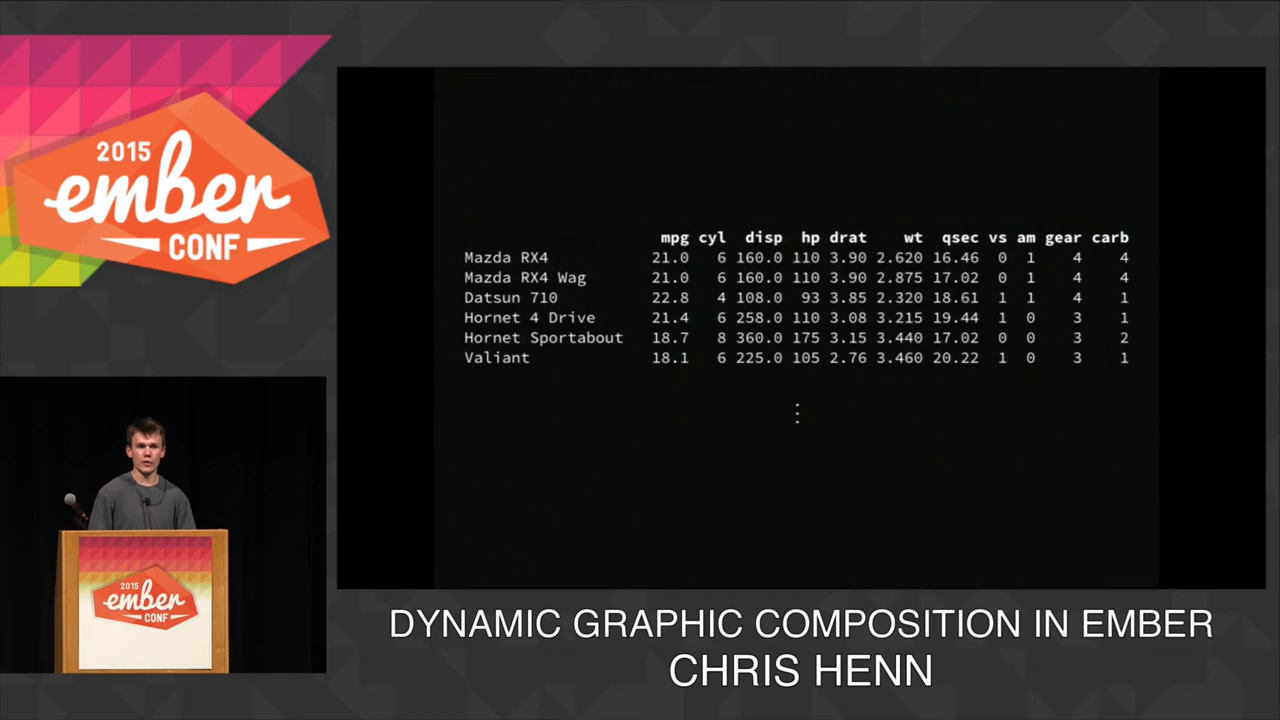 2015
ember
CONF
mpg cyl disp hp drat wt qsec vs am gear carb
Mazda RX4 21.0 6 160.0 110 3.90 2.620 16.46 0 1 4 4
Mazda RX4 Wag 21.0 6 160.0 110 3.90 2.875 17.02 0 1 4 4
Datsun 710 22.8 4 108.0 93 3.85 2.320 18.61 1 1 4 1
Hornet 4 Drive 21.4 6 258.0 110 3.08 3.215 19.44 1 0 3 1
Hornet Sportabout 18.7 8 360.0 175 3.15 3.440 17.02 0 0 3 2
Valiant 18.1 6 225.0 105 2.76 3.460 20.22 1 0 3 1
⋮
2015
ember
CONF
DYNAMIC GRAPHIC COMPOSITION IN EMBER
CHRIS HENN